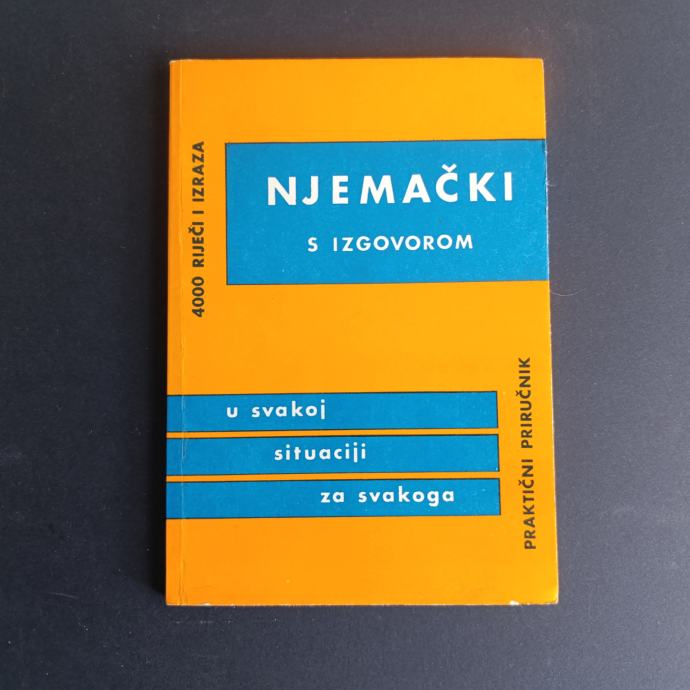 4000 RIJEČI I IZRAZA
NJEMAČKI
S IZGOVOROM
u svakoj
situaciji
za svakoga
PRAKTIČNI PRIRUČNIK